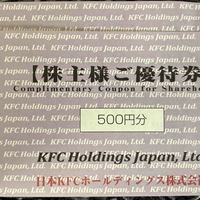 KFC Holdings Japan, Ltd.
【株主様ご優待券
Complimentary Coupon for Shareho
500円分
KFC Holdings Japan, Ltd
日本KFCホールディングス株式会